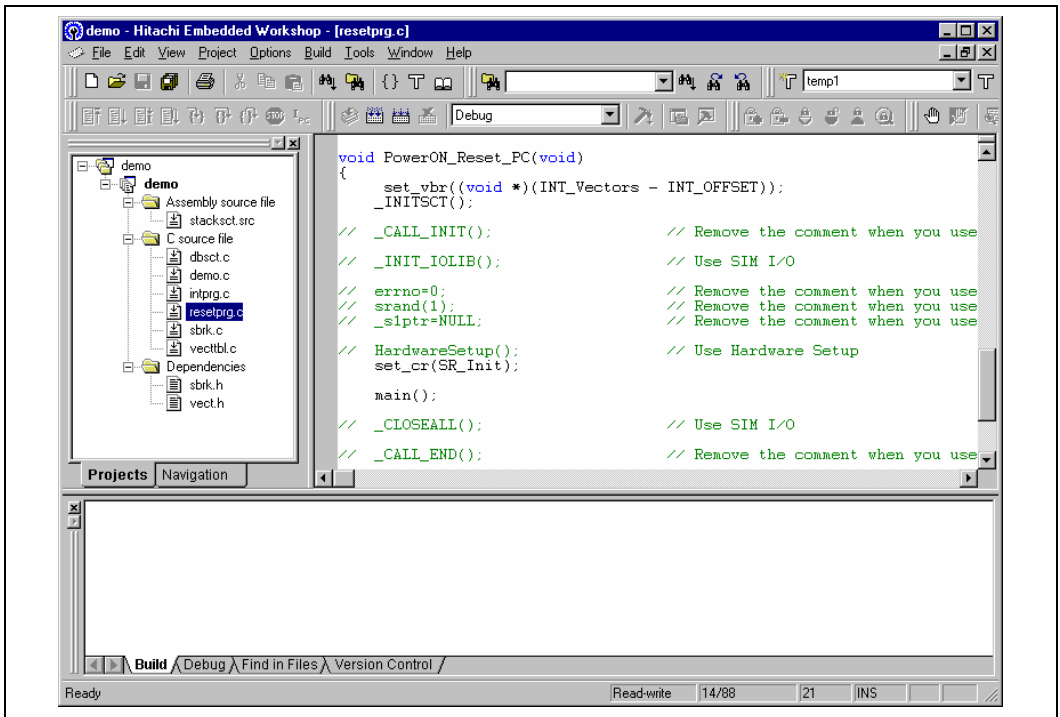 demo - Hitachi Embedded Workshop - [resetprg.c]
File Edit View Project Options Build Tools Window Help
temp1
Debug
demo
demo
Assembly source file
stacksct.src
C source file
dbsct.c
demo.c
intprg.c
resetprg.c
sbrk.c
vecttbl.c
Dependencies
sbrk.h
vect.h
Projects Navigation
void PowerON_Reset_PC(void)
{
set_vbr((void *)(INT_Vectors - INT_OFFSET));
_INITSCT();
// _CALL_INIT(); // Remove the comment when you use
// _INIT_IOLIB(); // Use SIM I/O
// errno=0; // Remove the comment when you use
// srand(1); // Remove the comment when you use
// _s1ptr=NULL; // Remove the comment when you use
// HardwareSetup(); // Use Hardware Setup
set_cr(SR_Init);
main();
// _CLOSEALL(); // Use SIM I/O
// _CALL_END(); // Remove the comment when you use
Build Debug Find in Files Version Control
Ready Read-write 14/88 21 INS